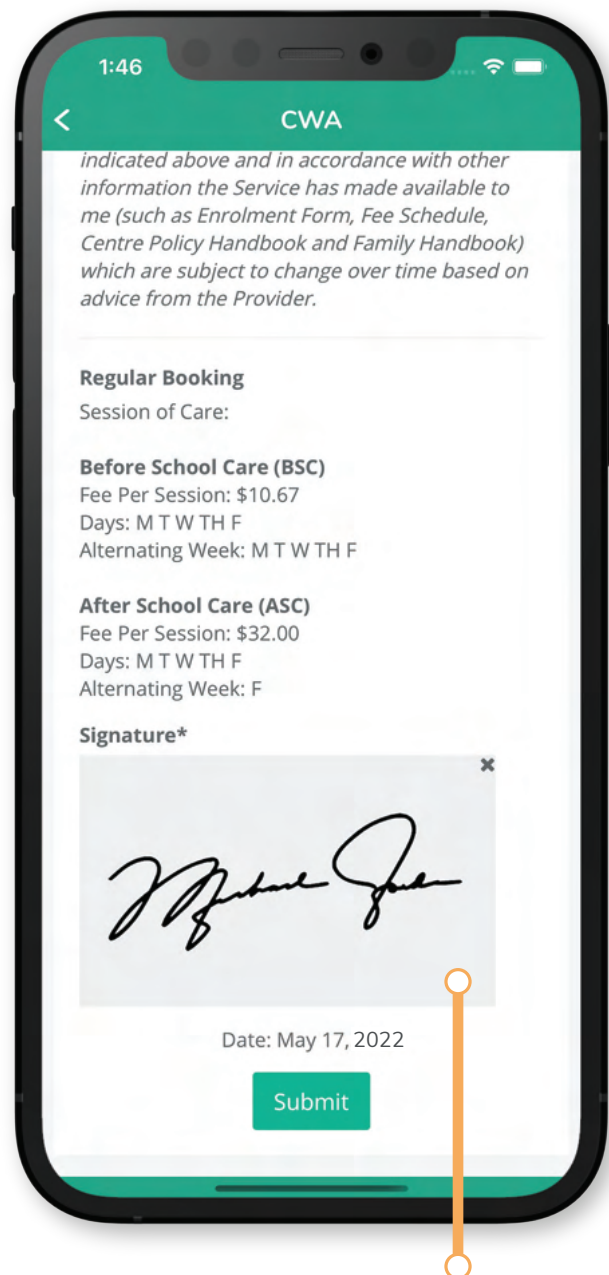 1:46
CWA
indicated above and in accordance with other
information the Service has made available to
me (such as Enrolment Form, Fee Schedule,
Centre Policy Handbook and Family Handbook)
which are subject to change over time based on
advice from the Provider.
Regular Booking
Session of Care:
Before School Care (BSC)
Fee Per Session: $10.67
Days: M T W TH F
Alternating Week: M T W TH F
After School Care (ASC)
Fee Per Session: $32.00
Days: M T W TH F
Alternating Week: F
Signature*
Date: May 17, 2022
Submit